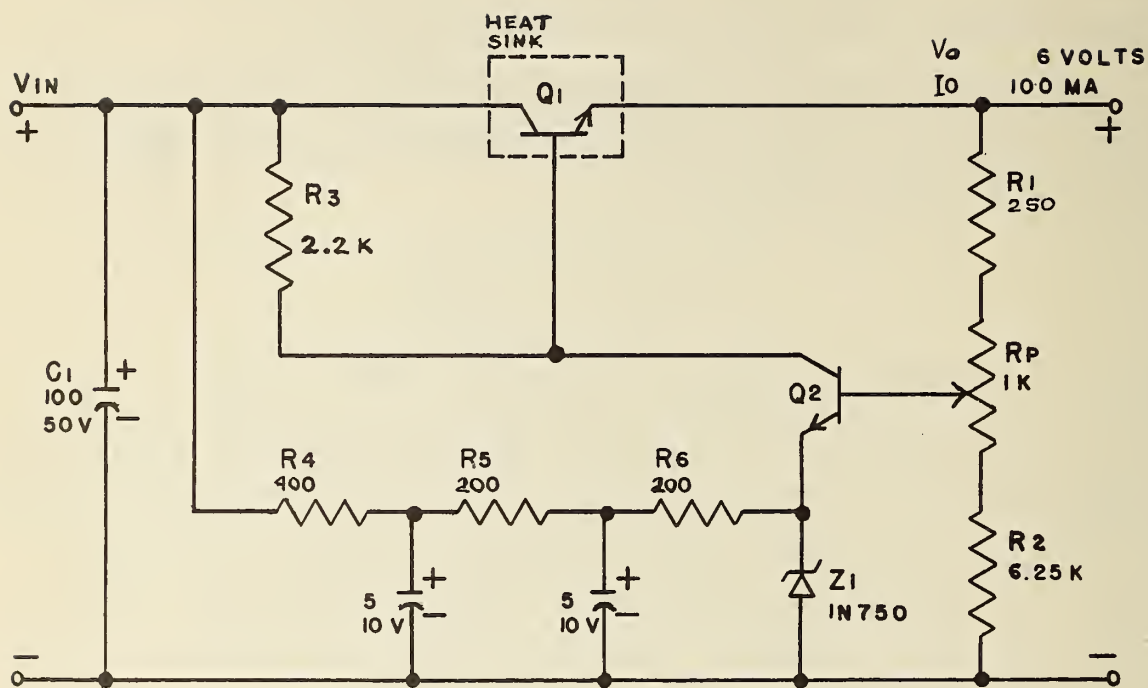 HEAT
SINK
VIN
+
Q1
Vo
Io
6 VOLTS
100 MA
+
R3
2.2 K
R1
250
C1
100
50V
+
−
Q2
RP
1K
R4
400
R5
200
R6
200
5
10 V
+
−
5
10 V
+
−
Z1
1N750
R2
6.25 K
−
−